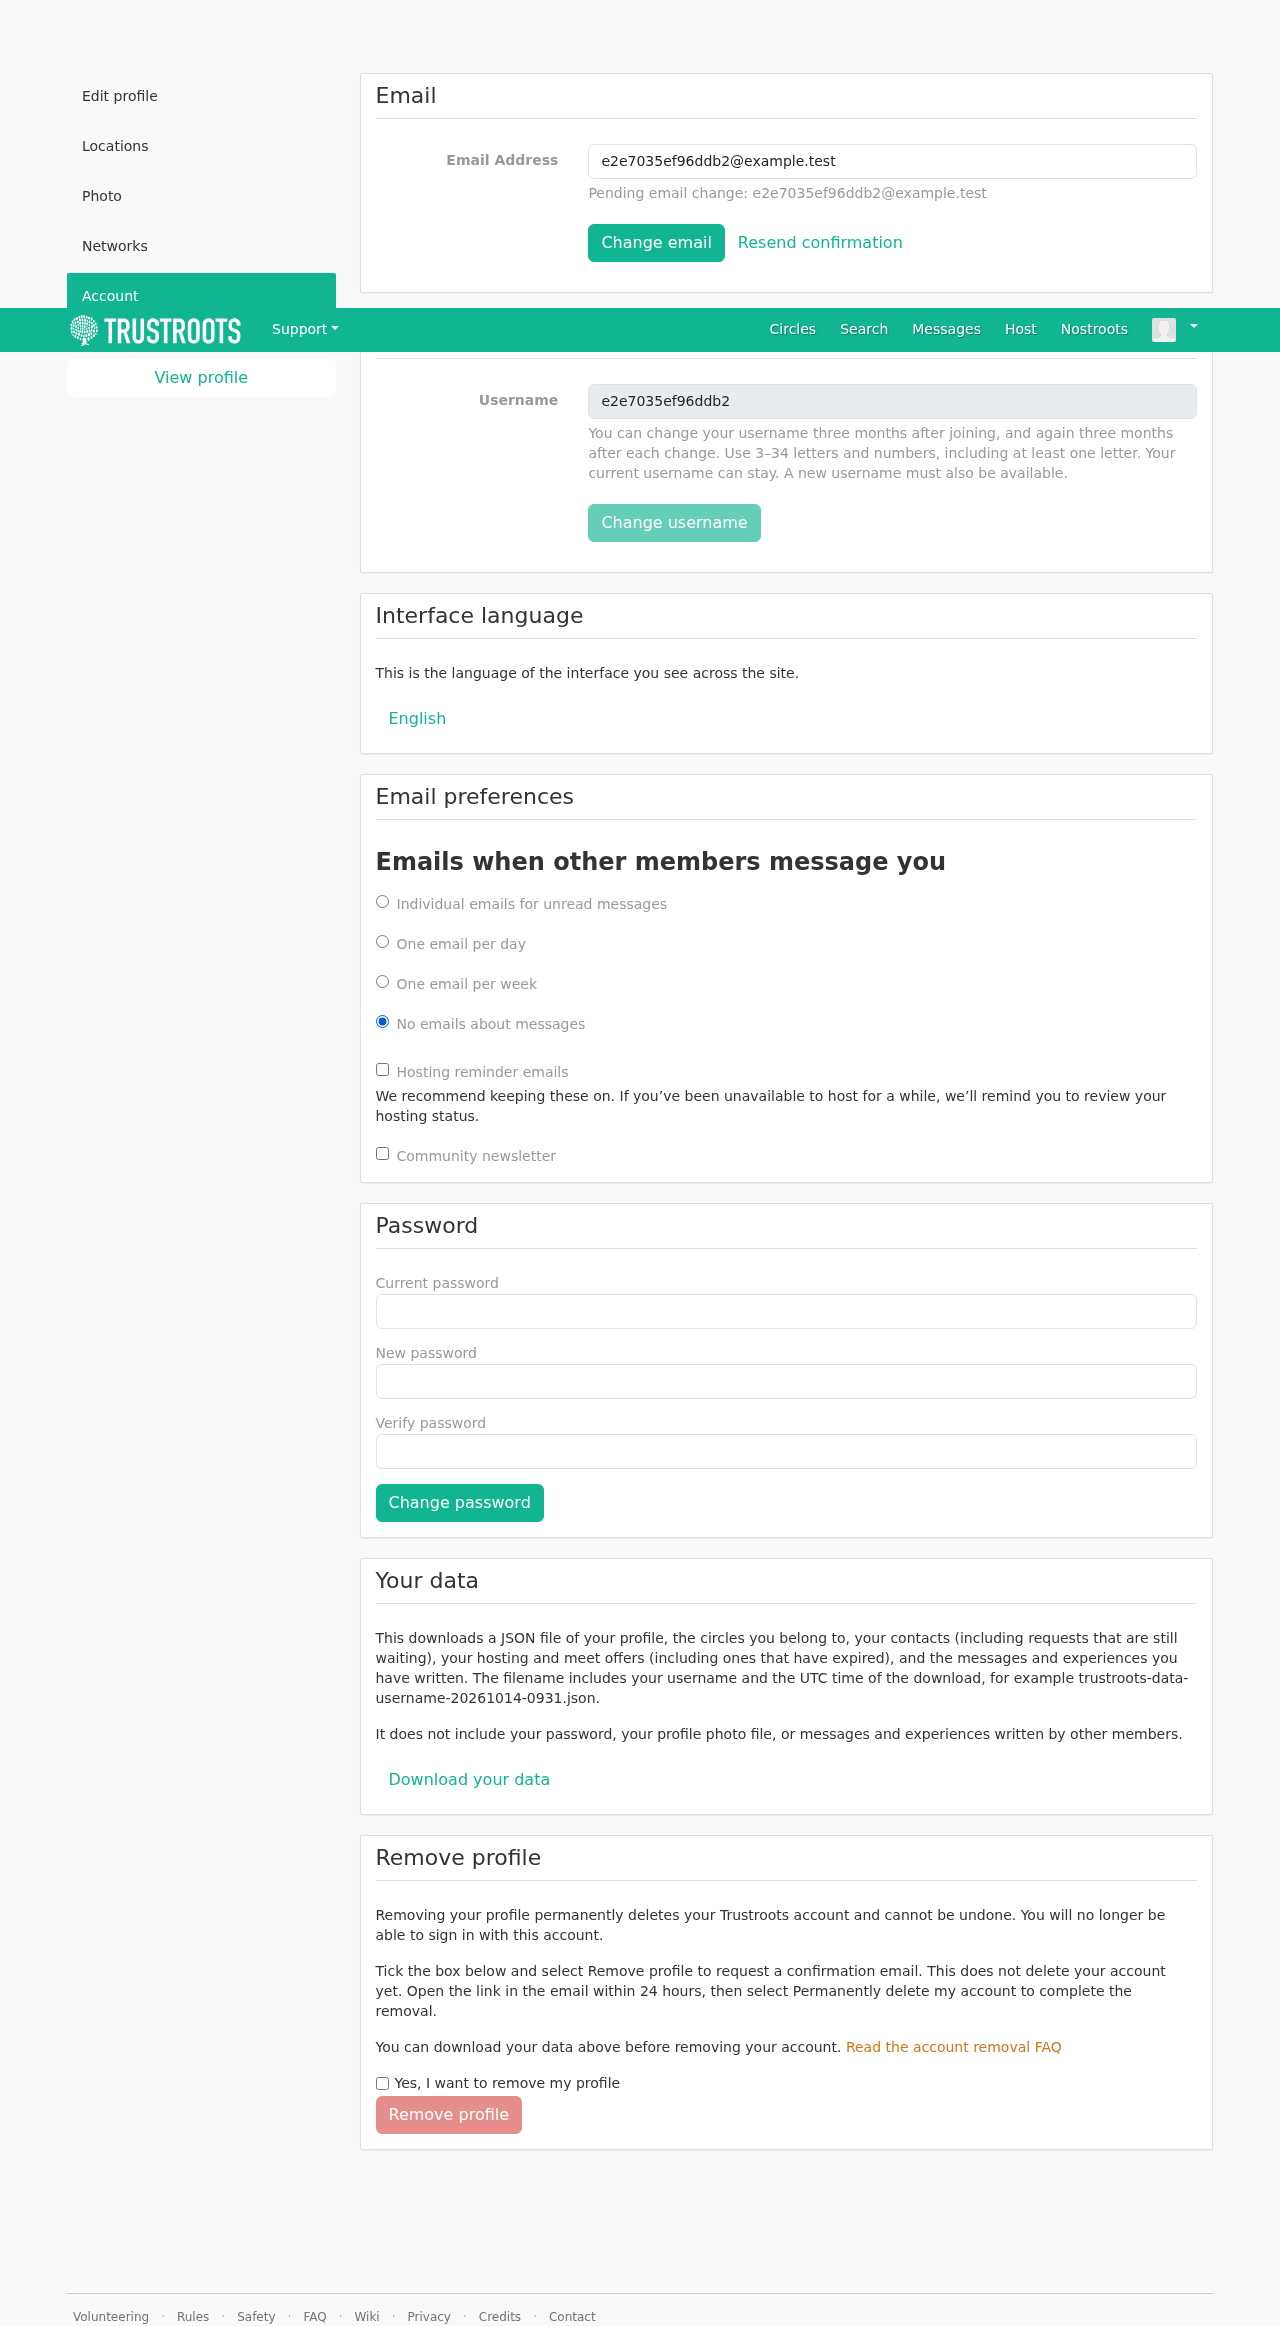 Edit profile
Locations
Photo
Networks
Account
Email
Email Address
e2e7035ef96ddb2@example.test
Pending email change: e2e7035ef96ddb2@example.test
Change email
Resend confirmation
TRUSTROOTS
Support
Circles
Search
Messages
Host
Nostroots
View profile
Username
e2e7035ef96ddb2
You can change your username three months after joining, and again three months
after each change. Use 3–34 letters and numbers, including at least one letter. Your
current username can stay. A new username must also be available.
Change username
Interface language
This is the language of the interface you see across the site.
English
Email preferences
Emails when other members message you
Individual emails for unread messages
One email per day
One email per week
No emails about messages
Hosting reminder emails
We recommend keeping these on. If you’ve been unavailable to host for a while, we’ll remind you to review your
hosting status.
Community newsletter
Password
Current password
New password
Verify password
Change password
Your data
This downloads a JSON file of your profile, the circles you belong to, your contacts (including requests that are still
waiting), your hosting and meet offers (including ones that have expired), and the messages and experiences you
have written. The filename includes your username and the UTC time of the download, for example trustroots-data-
username-20261014-0931.json.
It does not include your password, your profile photo file, or messages and experiences written by other members.
Download your data
Remove profile
Removing your profile permanently deletes your Trustroots account and cannot be undone. You will no longer be
able to sign in with this account.
Tick the box below and select Remove profile to request a confirmation email. This does not delete your account
yet. Open the link in the email within 24 hours, then select Permanently delete my account to complete the
removal.
You can download your data above before removing your account. Read the account removal FAQ
Yes, I want to remove my profile
Remove profile
Volunteering · Rules · Safety · FAQ · Wiki · Privacy · Credits · Contact